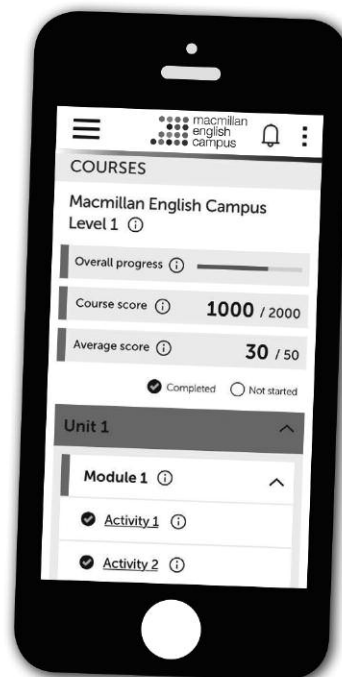 macmillan
english
campus
COURSES
Macmillan English Campus
Level 1
Overall progress
Course score 1000 / 2000
Average score 30 / 50
Completed Not started
Unit 1
Module 1
Activity 1
Activity 2